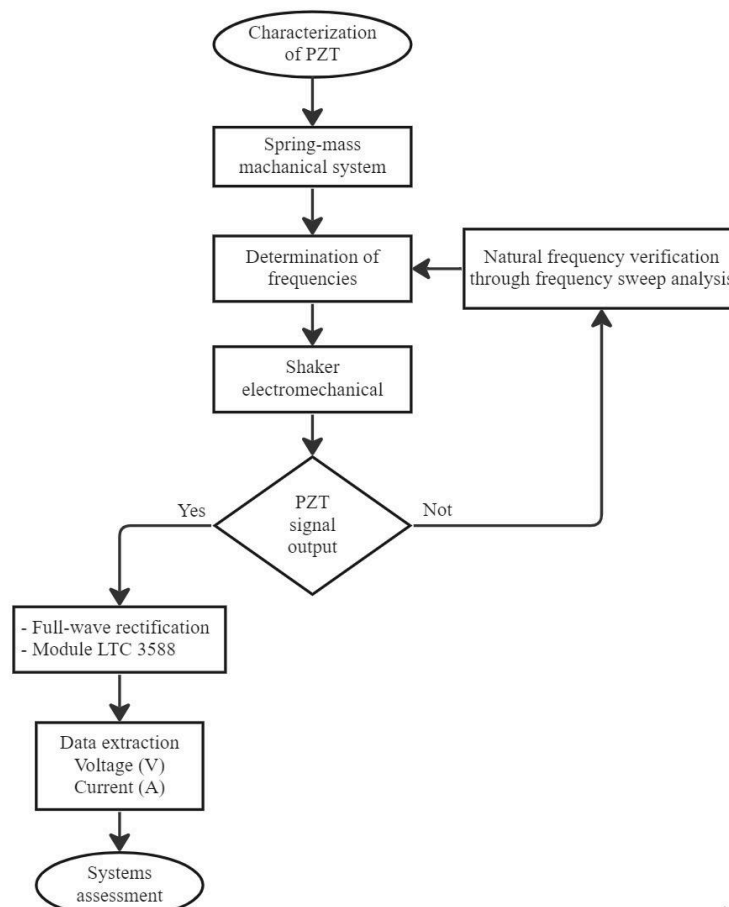 Characterization
of PZT
Spring-mass
machanical system
Determination of
frequencies
Natural frequency verification
through frequency sweep analysis
Shaker
electromechanical
PZT
signal
output
Yes
Not
- Full-wave rectification
- Module LTC 3588
Data extraction
Voltage (V)
Current (A)
Systems
assessment